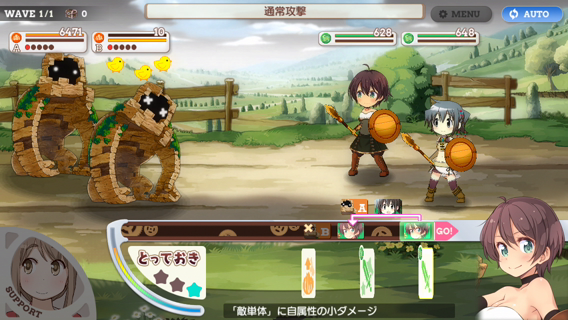 WAVE 1/1
0
通常攻撃
MENU
AUTO
6471
A
10
B
628
648
A
B
GO!
とっておき
SUPPORT
「敵単体」に自属性の小ダメージ